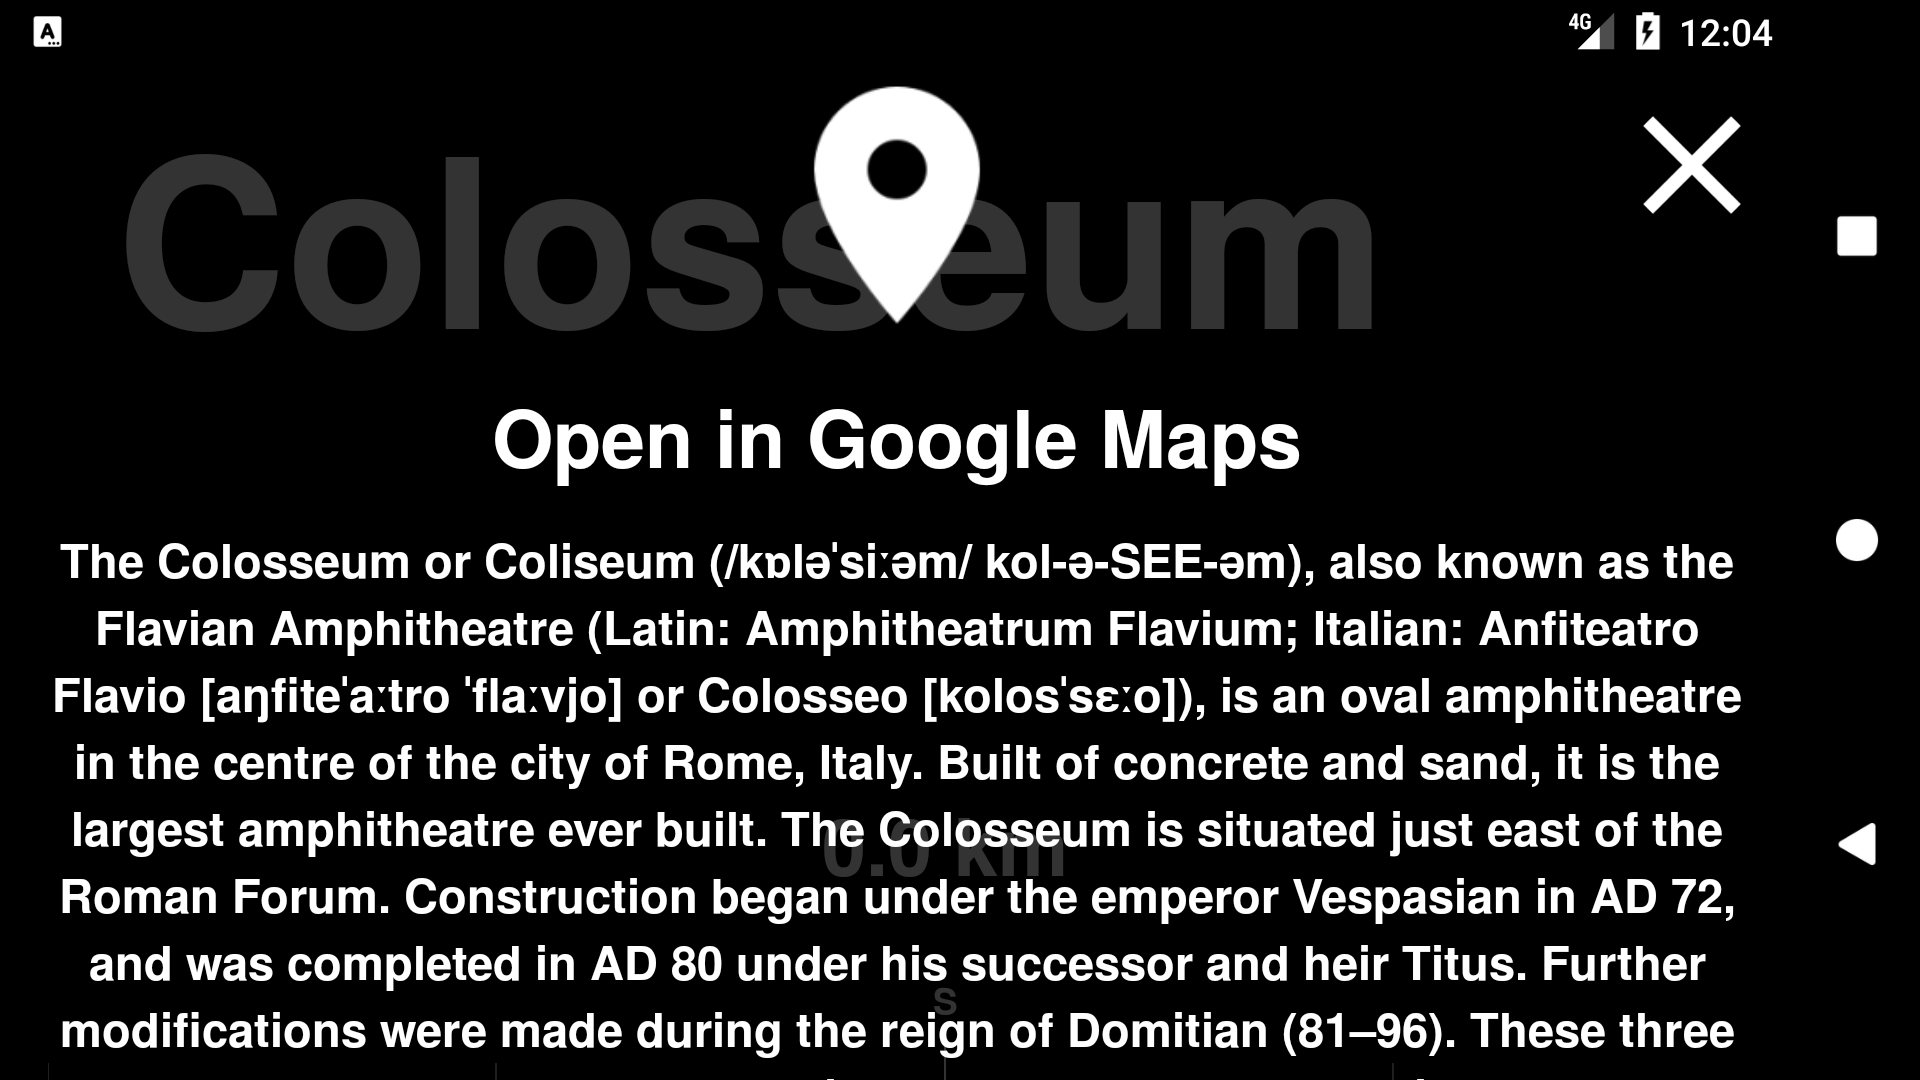 A
4G
12:04
Colosseum
Open in Google Maps
The Colosseum or Coliseum (/kɒləˈsiːəm/ kol-ə-SEE-əm), also known as the
Flavian Amphitheatre (Latin: Amphitheatrum Flavium; Italian: Anfiteatro
Flavio [aŋfiteˈaːtro ˈflaːvjo] or Colosseo [kolosˈsɛːo]), is an oval amphitheatre
in the centre of the city of Rome, Italy. Built of concrete and sand, it is the
largest amphitheatre ever built. The Colosseum is situated just east of the
0.0 km
Roman Forum. Construction began under the emperor Vespasian in AD 72,
and was completed in AD 80 under his successor and heir Titus. Further
S
modifications were made during the reign of Domitian (81–96). These three